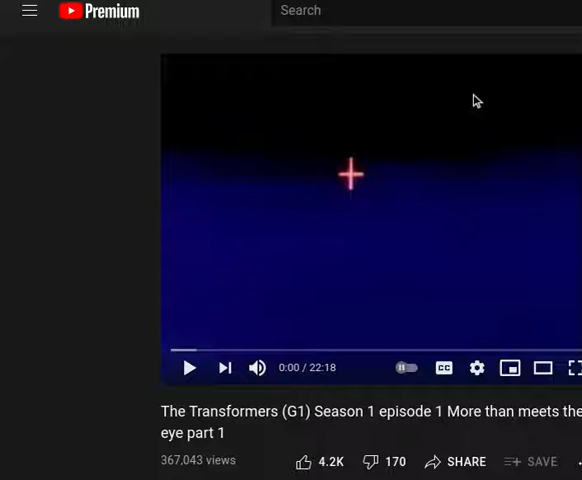 Premium
Search
0:00 / 22:18
CC
The Transformers (G1) Season 1 episode 1 More than meets the
eye part 1
367,043 views
4.2K
170
SHARE
SAVE